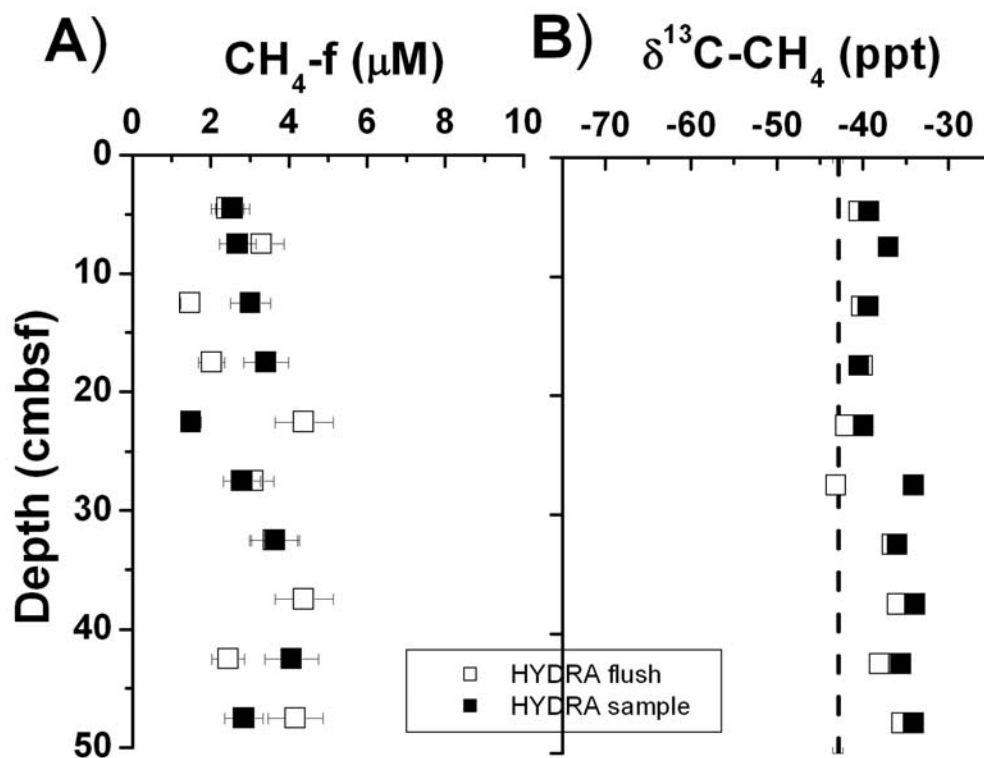 A) CH₄-f (μM)
0 2 4 6 8 10
B) δ¹³C-CH₄ (ppt)
-70 -60 -50 -40 -30
Depth (cmbsf)
0
10
20
30
40
50
HYDRA flush
HYDRA sample